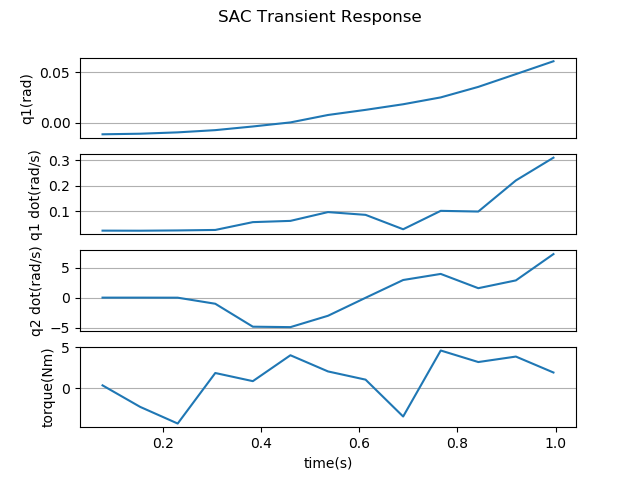 SAC Transient Response
q1(rad)
0.05
0.00
q1 dot(rad/s)
0.3
0.2
0.1
q2 dot(rad/s)
5
0
−5
torque(Nm)
5
0
0.2 0.4 0.6 0.8 1.0
time(s)